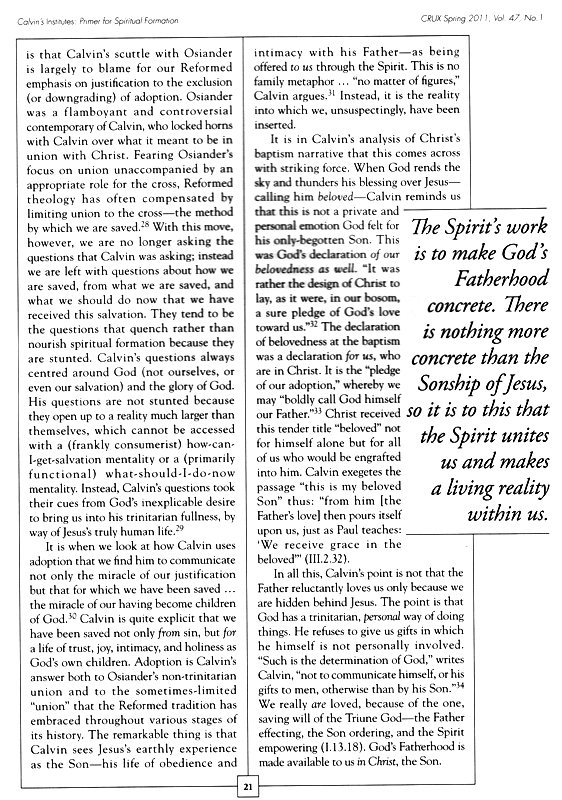 Calvin's Institutes: Primer for Spiritual Formation
CRUX Spring 2011, Vol. 47, No.1
is that Calvin's scuttle with Osiander
is largely to blame for our Reformed
emphasis on justification to the exclusion
(or downgrading) of adoption. Osiander
was a flamboyant and controversial
contemporary of Calvin, who locked horns
with Calvin over what it meant to be in
union with Christ. Fearing Osiander's
focus on union unaccompanied by an
appropriate role for the cross, Reformed
theology has often compensated by
limiting union to the cross—the method
by which we are saved.28 With this move,
however, we are no longer asking the
questions that Calvin was asking; instead
we are left with questions about how we
are saved, from what we are saved, and
what we should do now that we have
received this salvation. They tend to be
the questions that quench rather than
nourish spiritual formation because they
are stunted. Calvin's questions always
centred around God (not ourselves, or
even our salvation) and the glory of God.
His questions are not stunted because
they open up to a reality much larger than
themselves, which cannot be accessed
with a (frankly consumerist) how-can-
I-get-salvation mentality or a (primarily
functional) what-should-I-do-now
mentality. Instead, Calvin's questions took
their cues from God's inexplicable desire
to bring us into his trinitarian fullness, by
way of Jesus's truly human life.29
It is when we look at how Calvin uses
adoption that we find him to communicate
not only the miracle of our justification
but that for which we have been saved ...
the miracle of our having become children
of God.30 Calvin is quite explicit that we
have been saved not only from sin, but for
a life of trust, joy, intimacy, and holiness as
God's own children. Adoption is Calvin's
answer both to Osiander's non-trinitarian
union and to the sometimes-limited
"union" that the Reformed tradition has
embraced throughout various stages of
its history. The remarkable thing is that
Calvin sees Jesus's earthly experience
as the Son—his life of obedience and
intimacy with his Father—as being
offered to us through the Spirit. This is no
family metaphor ... "no matter of figures,"
Calvin argues.31 Instead, it is the reality
into which we, unsuspectingly, have been
inserted.
It is in Calvin's analysis of Christ's
baptism narrative that this comes across
with striking force. When God rends the
sky and thunders his blessing over Jesus—
calling him beloved—Calvin reminds us
that this is not a private and
personal emotion God felt for
his only-begotten Son. This
was God's declaration of our
belovedness as well. "It was
rather the design of Christ to
lay, as it were, in our bosom,
a sure pledge of God's love
toward us."32 The declaration
of belovedness at the baptism
was a declaration for us, who
are in Christ. It is the "pledge
of our adoption," whereby we
may "boldly call God himself
our Father."33 Christ received
this tender title "beloved" not
for himself alone but for all
of us who would be engrafted
into him. Calvin exegetes the
passage "this is my beloved
Son" thus: "from him [the
Father's love] then pours itself
upon us, just as Paul teaches:
'We receive grace in the
beloved'" (III.2.32).
In all this, Calvin's point is not that the
Father reluctantly loves us only because we
are hidden behind Jesus. The point is that
God has a trinitarian, personal way of doing
things. He refuses to give us gifts in which
he himself is not personally involved.
"Such is the determination of God," writes
Calvin, "not to communicate himself, or his
gifts to men, otherwise than by his Son."34
We really are loved, because of the one,
saving will of the Triune God—the Father
effecting, the Son ordering, and the Spirit
empowering (I.13.18). God's Fatherhood is
made available to us in Christ, the Son.
The Spirit's work
is to make God's
Fatherhood
concrete. There
is nothing more
concrete than the
Sonship of Jesus,
so it is to this that
the Spirit unites
us and makes
a living reality
within us.
21